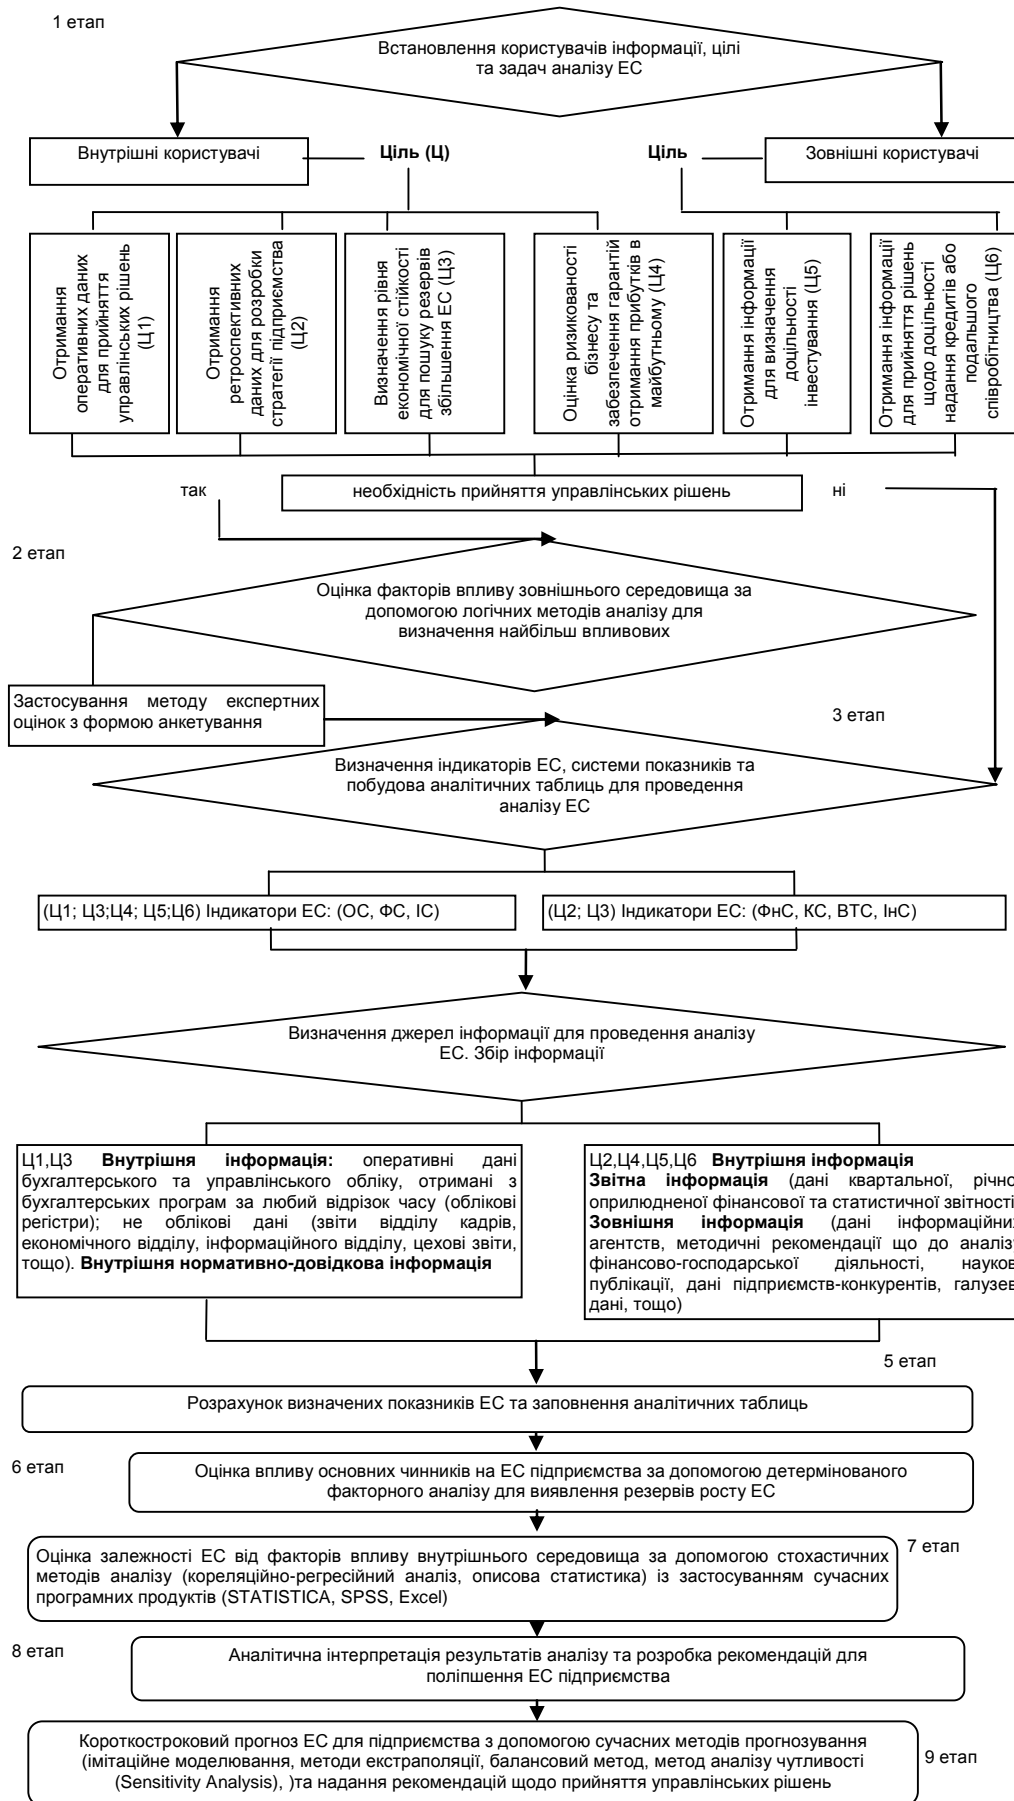 1 етап
Встановлення користувачів інформації, цілі
та задач аналізу ЕС
Внутрішні користувачі
Ціль (Ц)
Ціль
Зовнішні користувачі
Отримання
оперативних даних
для прийняття
управлінських рішень
(Ц1)
Отримання
ретроспективних
даних для розробки
стратегії підприємства
(Ц2)
Визначення рівня
економічної стійкості
для пошуку резервів
збільшення ЕС (Ц3)
Оцінка ризикованості
бізнесу та
забезпечення гарантій
отримання прибутків в
майбутньому (Ц4)
Отримання інформації
для визначення
доцільності
інвестування (Ц5)
Отримання інформації
для прийняття рішень
щодо доцільності
надання кредитів або
подальшого
співробітництва (Ц6)
так
необхідність прийняття управлінських рішень
ні
2 етап
Оцінка факторів впливу зовнішнього середовища за
допомогою логічних методів аналізу для
визначення найбільш впливових
Застосування методу експертних
оцінок з формою анкетування
3 етап
Визначення індикаторів ЕС, системи показників та
побудова аналітичних таблиць для проведення
аналізу ЕС
(Ц1; Ц3;Ц4; Ц5;Ц6) Індикатори ЕС: (ОС, ФС, ІС)
(Ц2; Ц3) Індикатори ЕС: (ФнС, КС, ВТС, ІнС)
Визначення джерел інформації для проведення аналізу
ЕС. Збір інформації
Ц1,Ц3 Внутрішня інформація: оперативні дані
бухгалтерського та управлінського обліку, отримані з
бухгалтерських програм за любий відрізок часу (облікові
регістри); не облікові дані (звіти відділу кадрів,
економічного відділу, інформаційного відділу, цехові звіти,
тощо). Внутрішня нормативно-довідкова інформація
Ц2,Ц4,Ц5,Ц6 Внутрішня інформація
Звітна інформація (дані квартальної, річно
оприлюдненої фінансової та статистичної звітності
Зовнішня інформація (дані інформаційних
агентств, методичні рекомендації що до аналізу
фінансово-господарської діяльності, наукові
публікації, дані підприємств-конкурентів, галузеві
дані, тощо)
5 етап
Розрахунок визначених показників ЕС та заповнення аналітичних таблиць
6 етап
Оцінка впливу основних чинників на ЕС підприємства за допомогою детермінованого
факторного аналізу для виявлення резервів росту ЕС
7 етап
Оцінка залежності ЕС від факторів впливу внутрішнього середовища за допомогою стохастичних
методів аналізу (кореляційно-регресійний аналіз, описова статистика) із застосуванням сучасних
програмних продуктів (STATISTICA, SPSS, Excel)
8 етап
Аналітична інтерпретація результатів аналізу та розробка рекомендацій для
поліпшення ЕС підприємства
Короткостроковий прогноз ЕС для підприємства з допомогою сучасних методів прогнозування
(імітаційне моделювання, методи екстраполяції, балансовий метод, метод аналізу чутливості
(Sensitivity Analysis), )та надання рекомендацій щодо прийняття управлінських рішень
9 етап